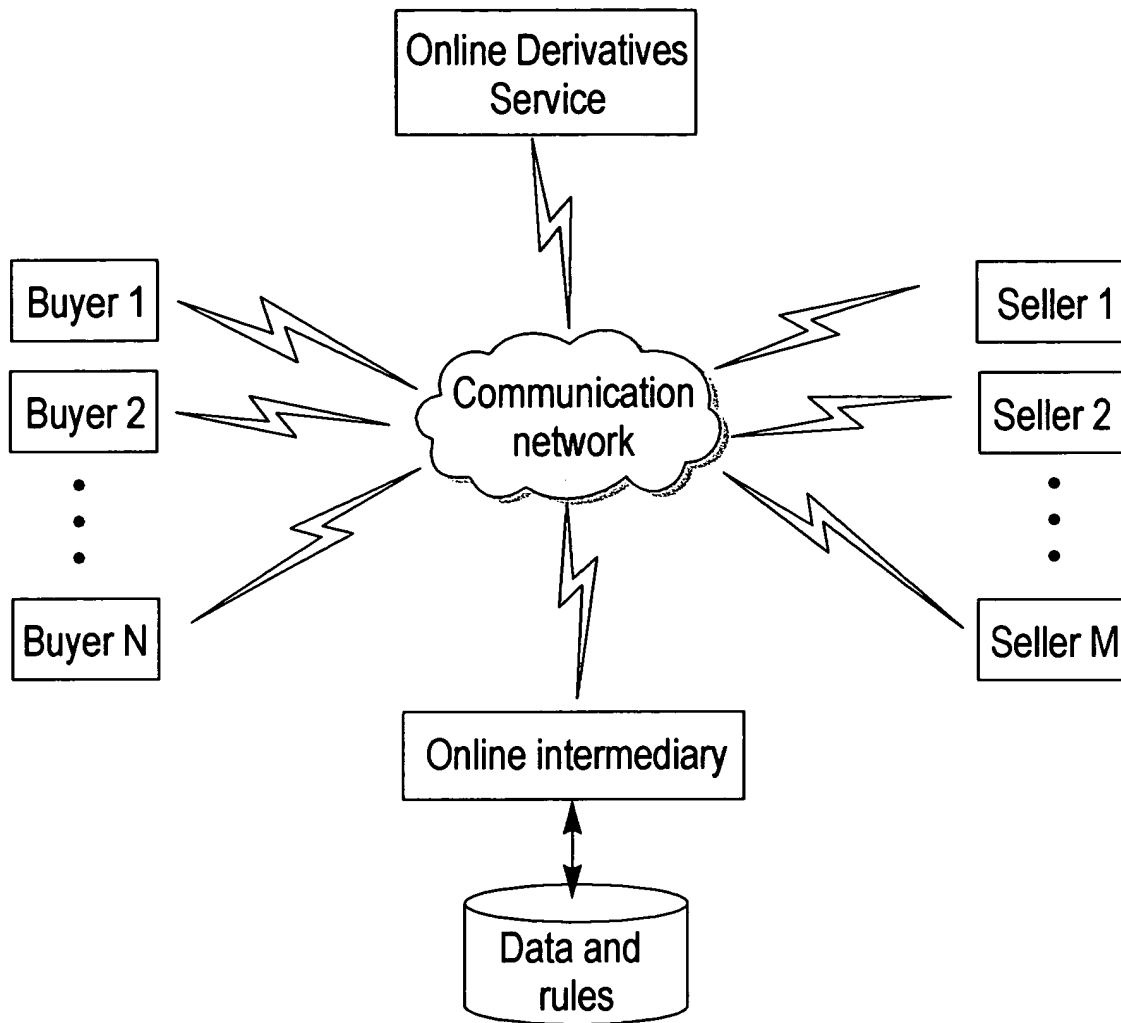 Online Derivatives
Service
Buyer 1
Buyer 2
Buyer N
Communication
network
Seller 1
Seller 2
Seller M
Online intermediary
Data and
rules